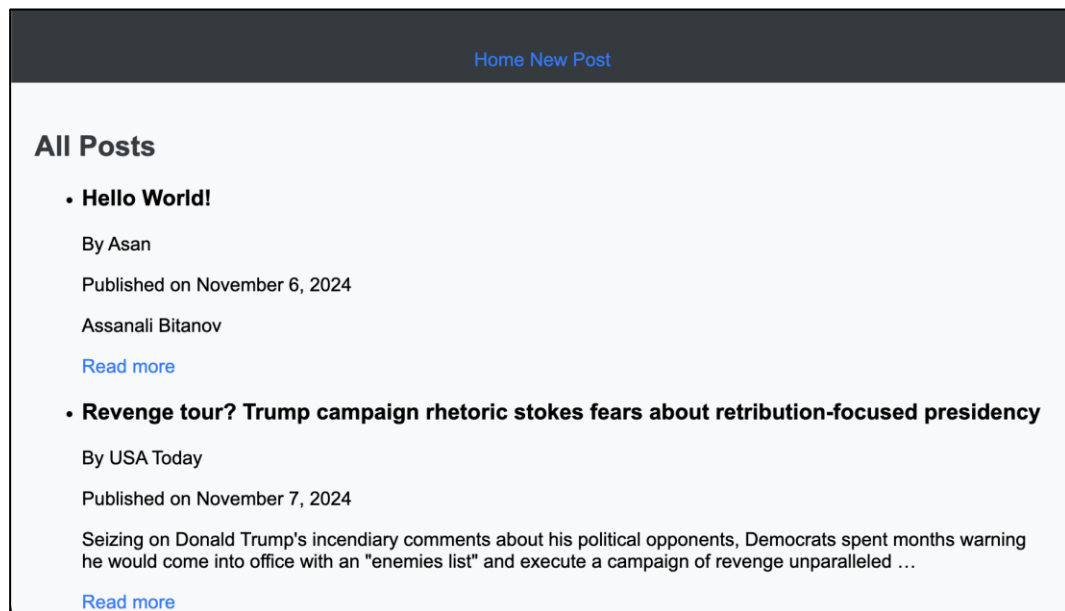 Home New Post
All Posts
Hello World!
By Asan
Published on November 6, 2024
Assanali Bitanov
Read more
Revenge tour? Trump campaign rhetoric stokes fears about retribution-focused presidency
By USA Today
Published on November 7, 2024
Seizing on Donald Trump's incendiary comments about his political opponents, Democrats spent months warning
he would come into office with an "enemies list" and execute a campaign of revenge unparalleled …
Read more